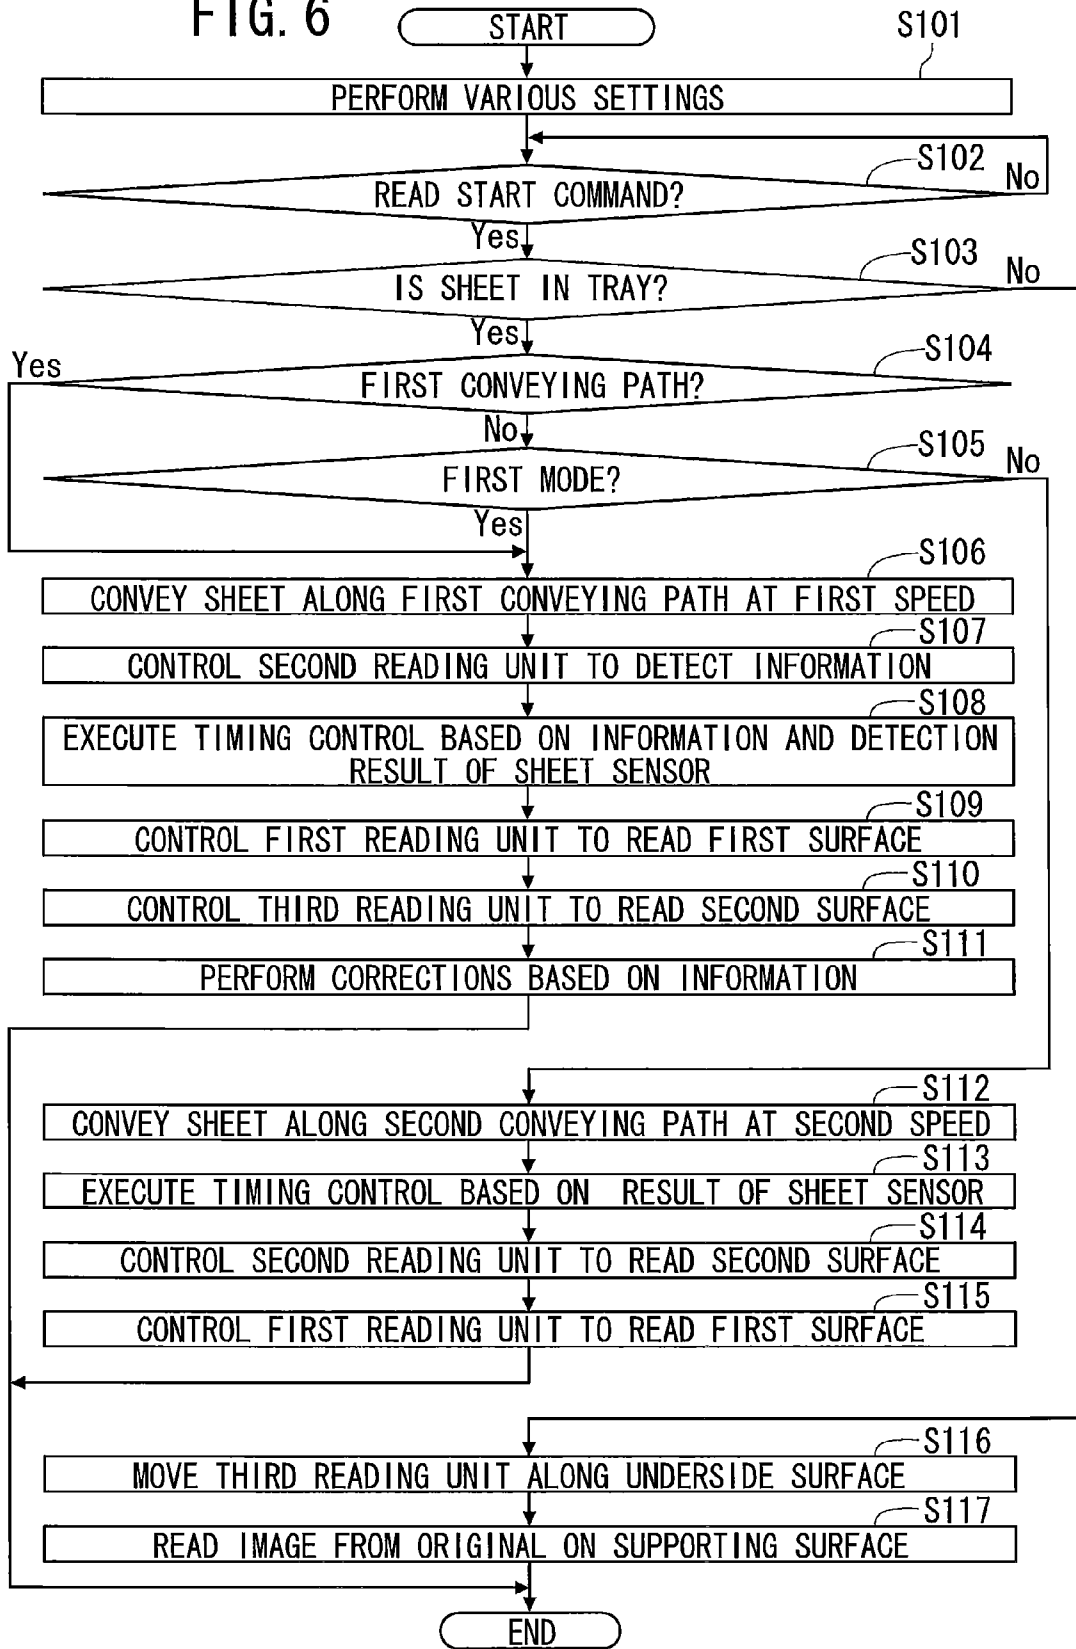 FIG. 6
START
S101
PERFORM VARIOUS SETTINGS
S102
READ START COMMAND?
No
Yes
S103
IS SHEET IN TRAY?
No
Yes
S104
Yes
FIRST CONVEYING PATH?
No
S105
FIRST MODE?
No
Yes
S106
CONVEY SHEET ALONG FIRST CONVEYING PATH AT FIRST SPEED
S107
CONTROL SECOND READING UNIT TO DETECT INFORMATION
S108
EXECUTE TIMING CONTROL BASED ON INFORMATION AND DETECTION
RESULT OF SHEET SENSOR
S109
CONTROL FIRST READING UNIT TO READ FIRST SURFACE
S110
CONTROL THIRD READING UNIT TO READ SECOND SURFACE
S111
PERFORM CORRECTIONS BASED ON INFORMATION
S112
CONVEY SHEET ALONG SECOND CONVEYING PATH AT SECOND SPEED
S113
EXECUTE TIMING CONTROL BASED ON RESULT OF SHEET SENSOR
S114
CONTROL SECOND READING UNIT TO READ SECOND SURFACE
S115
CONTROL FIRST READING UNIT TO READ FIRST SURFACE
S116
MOVE THIRD READING UNIT ALONG UNDERSIDE SURFACE
S117
READ IMAGE FROM ORIGINAL ON SUPPORTING SURFACE
END